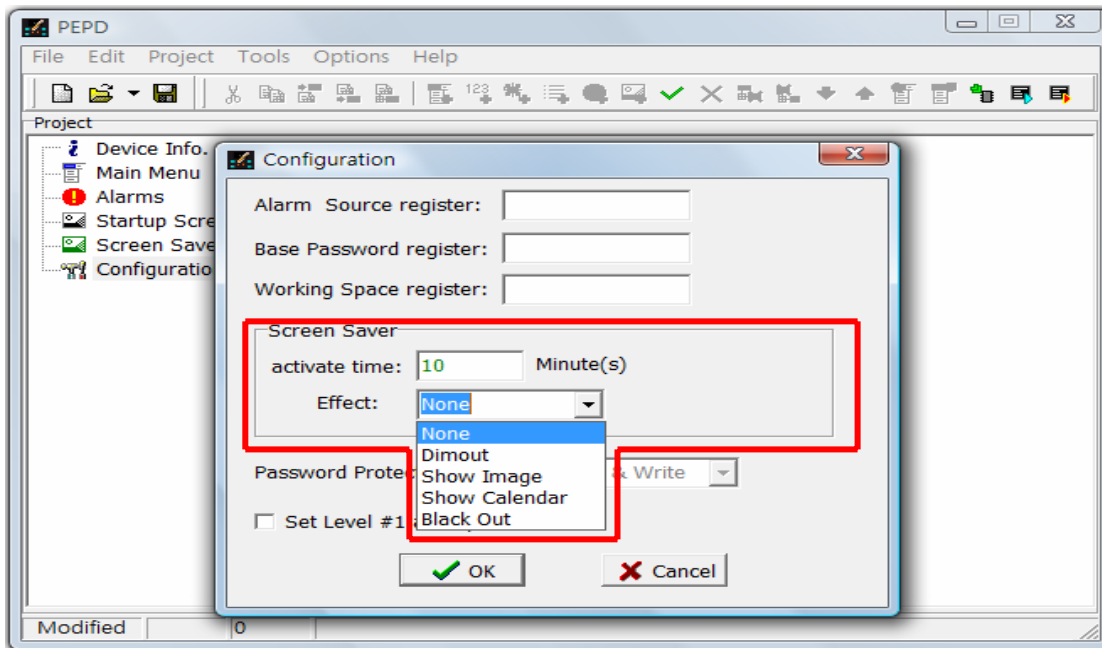 PEPD
File Edit Project Tools Options Help
123
Project
Device Info.
Main Menu
Alarms
Startup Scre
Screen Save
Configuratio
Configuration
Alarm Source register:
Base Password register:
Working Space register:
Screen Saver
activate time: 10 Minute(s)
Effect: None
None
Dimout
Show Image
Show Calendar
Black Out
Password Protec & Write
Set Level #1
OK Cancel
Modified 0